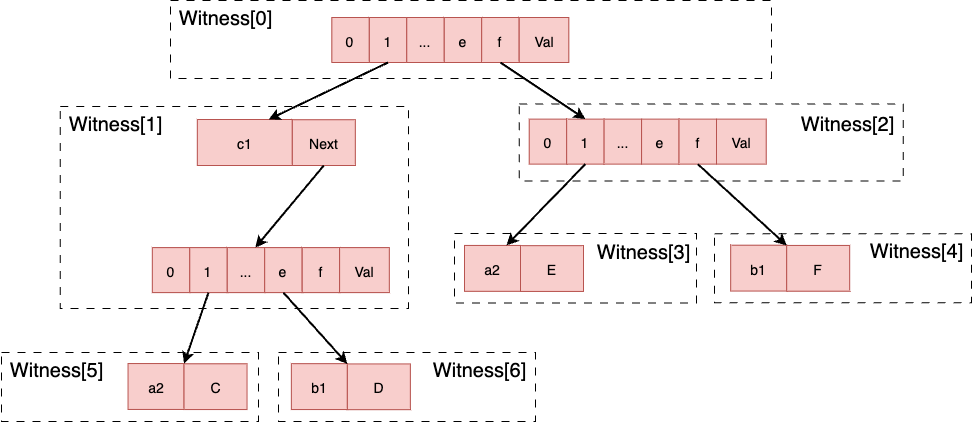 Witness[0]
0 1 ... e f Val
Witness[1]
c1 Next
0 1 ... e f Val
Witness[2]
0 1 ... e f Val
Witness[3]
a2 E
Witness[4]
b1 F
Witness[5]
a2 C
Witness[6]
b1 D